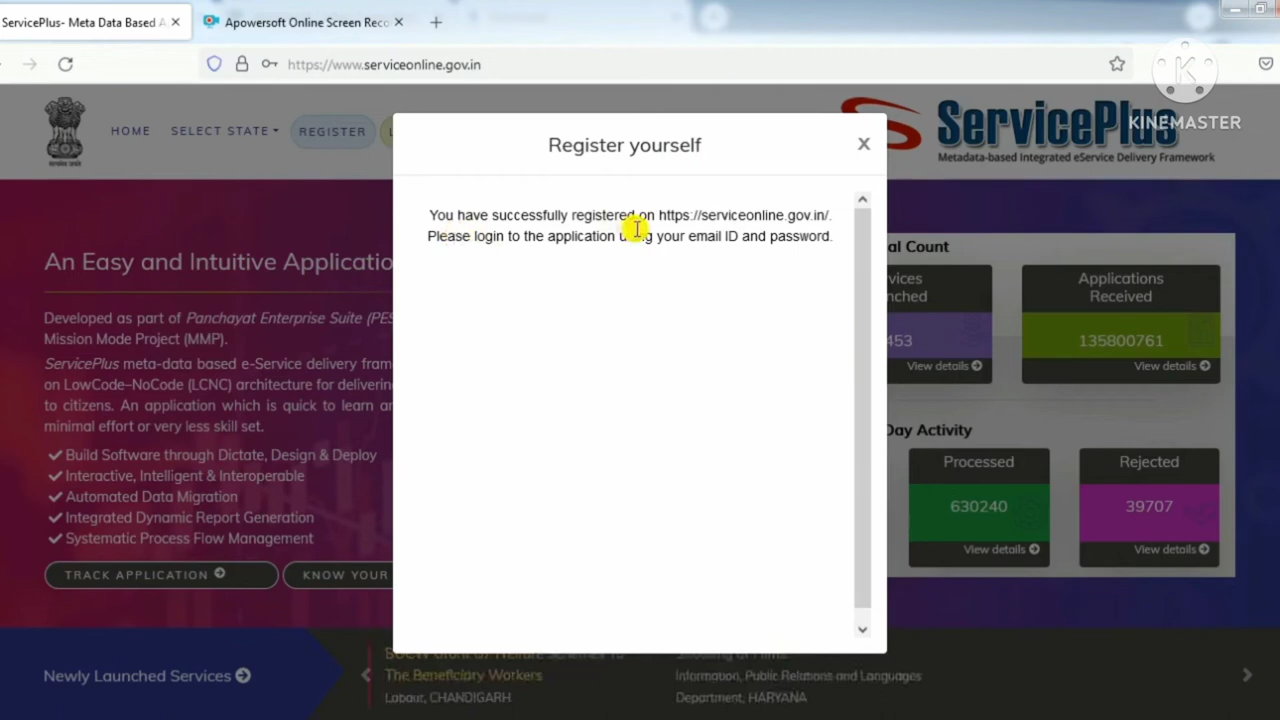 ServicePlus- Meta Data Based A
Apowersoft Online Screen Reco
https://www.serviceonline.gov.in
KINEMASTER
HOME
SELECT STATE
REGISTER
ServicePlus
Metadata-based Integrated eService Delivery Framework
Register yourself
X
You have successfully registered on https://serviceonline.gov.in/.
Please login to the application using your email ID and password.
An Easy and Intuitive Applicatio
Developed as part of Panchayat Enterprise Suite (PES
Mission Mode Project (MMP).
ServicePlus meta-data based e-Service delivery fram
on LowCode–NoCode (LCNC) architecture for delivering
to citizens. An application which is quick to learn an
minimal effort or very less skill set.
Build Software through Dictate, Design & Deploy
Interactive, Intelligent & Interoperable
Automated Data Migration
Integrated Dynamic Report Generation
Systematic Process Flow Management
TRACK APPLICATION
KNOW YOUR
al Count
vices
nched
453
View details
Applications
Received
135800761
View details
Day Activity
Processed
630240
View details
Rejected
39707
View details
Newly Launched Services
The Beneficiary Workers
Labour, CHANDIGARH
Information, Public Relations and Languages
Department, HARYANA